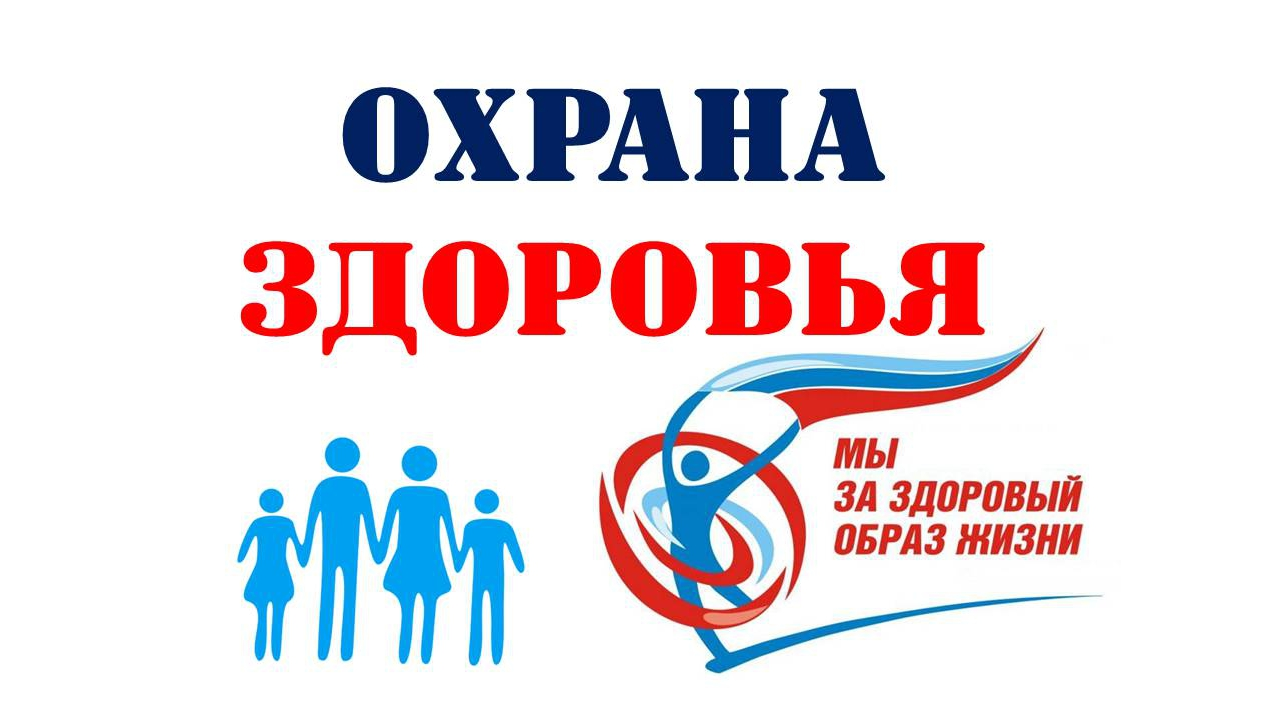 ОХРАНА
ЗДОРОВЬЯ
МЫ
ЗА ЗДОРОВЫЙ
ОБРАЗ ЖИЗНИ